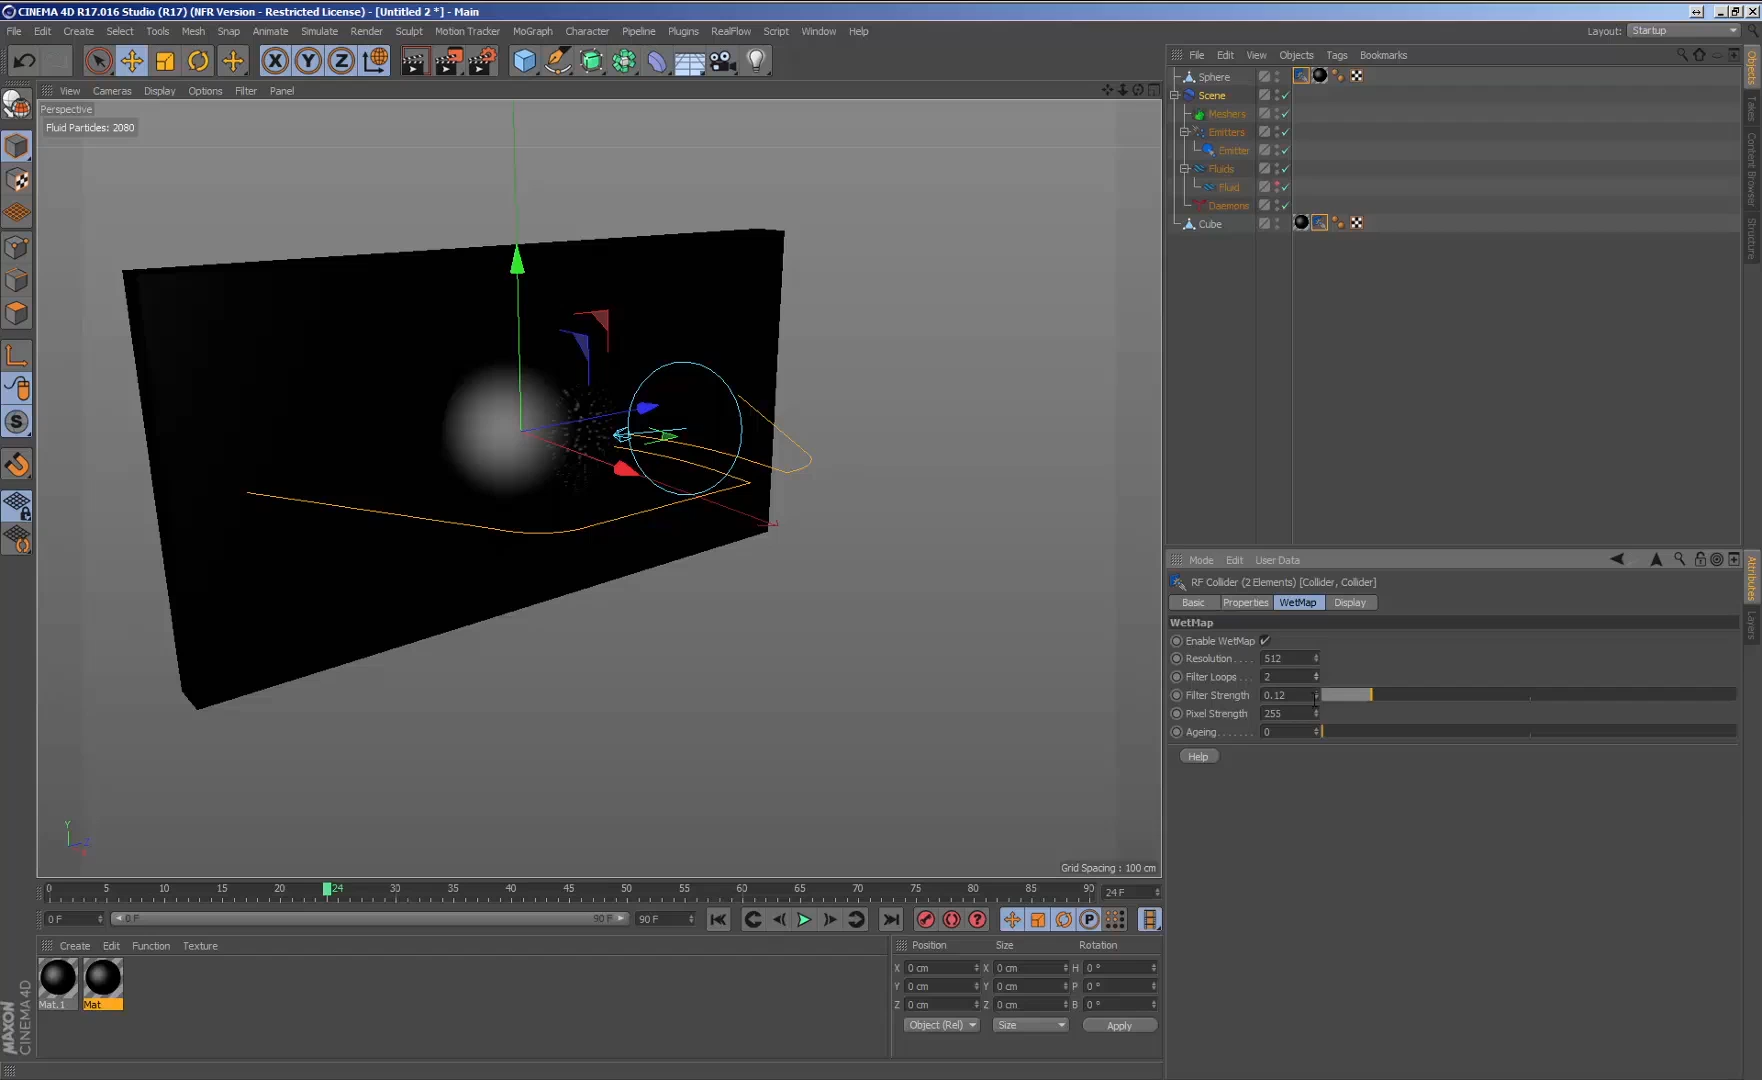 CINEMA 4D R17.016 Studio (R17) (NFR Version - Restricted License) - [Untitled 2 *] - Main
File Edit Create Select Tools Mesh Snap Animate Simulate Render Sculpt Motion Tracker MoGraph Character Pipeline Plugins RealFlow Script Window Help
Layout: Startup
View Cameras Display Options Filter Panel
Perspective
Fluid Particles: 2080
Y
Grid Spacing : 100 cm
0 5 10 15 20 24 30 35 40 45 50 55 60 65 70 75 80 85 90
24 F
0 F
0 F
90 F
90 F
Create Edit Function Texture
Mat.1
Mat
MAXON
CINEMA 4D
Position Size Rotation
X 0 cm X 0 cm H 0 °
Y 0 cm Y 0 cm P 0 °
Z 0 cm Z 0 cm B 0 °
Object (Rel) Size Apply
File Edit View Objects Tags Bookmarks
Sphere
Scene
Meshers
Emitters
Emitter
Fluids
Fluid
Daemons
Cube
Objects
Takes
Content Browser
Structure
Mode Edit User Data
RF Collider (2 Elements) [Collider, Collider]
Basic Properties WetMap Display
WetMap
Enable WetMap
Resolution . . . . 512
Filter Loops . . . 2
Filter Strength 0.12
Pixel Strength 255
Ageing . . . . . . . 0
Help
Attributes
Layers